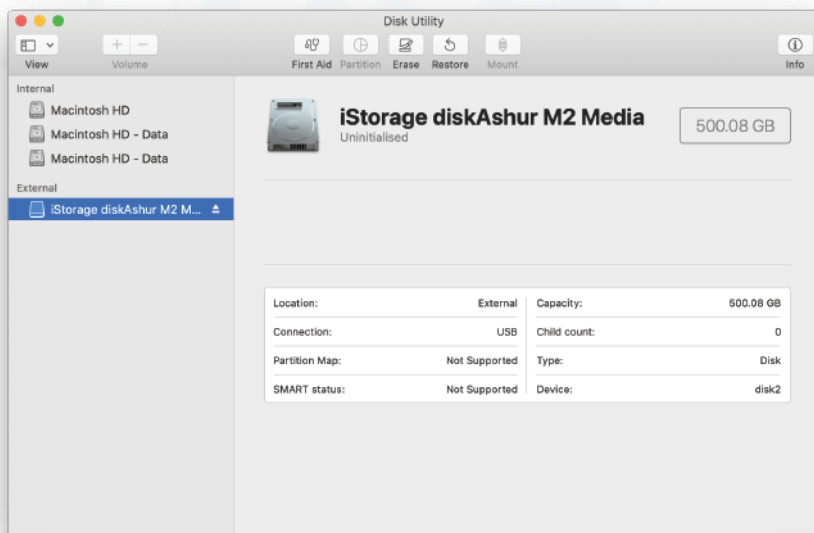 Disk Utility
View Volume First Aid Partition Erase Restore Mount Info
Internal
Macintosh HD
Macintosh HD - Data
Macintosh HD - Data
External
iStorage diskAshur M2 M...
iStorage diskAshur M2 Media
Uninitialised
500.08 GB
Location: External Capacity: 500.08 GB
Connection: USB Child count: 0
Partition Map: Not Supported Type: Disk
SMART status: Not Supported Device: disk2